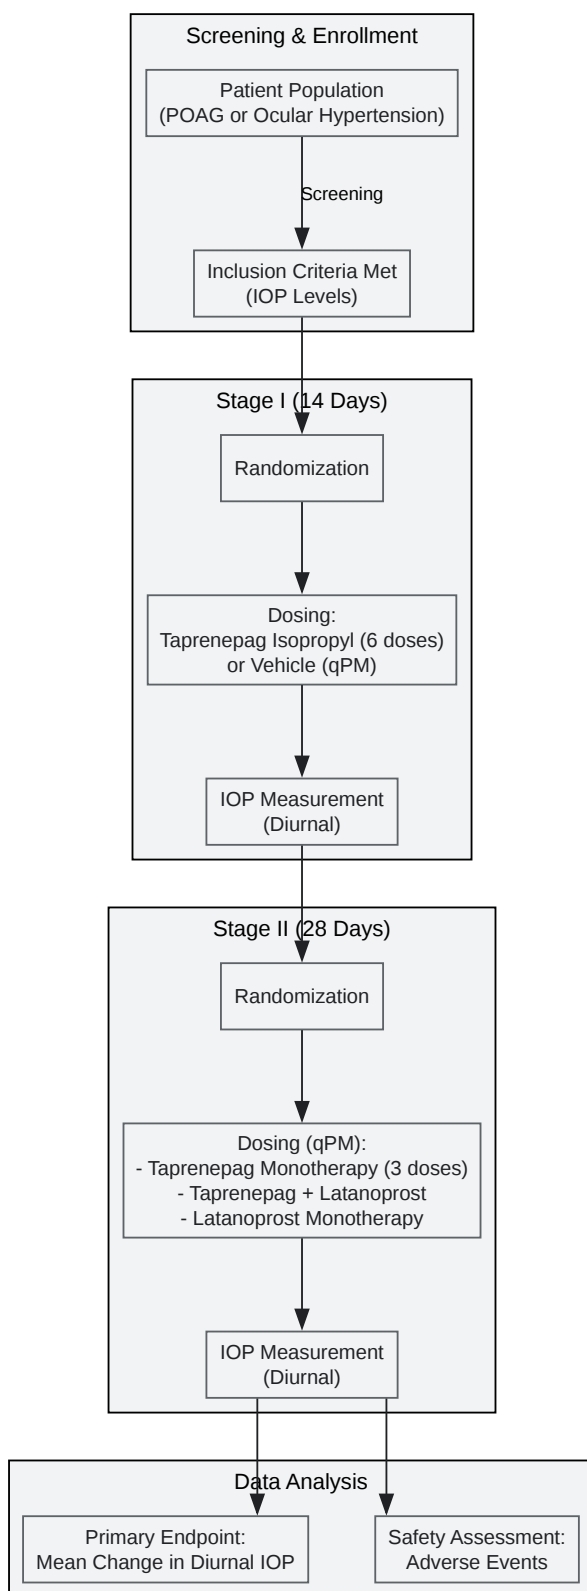 Screening & Enrollment
Patient Population
(POAG or Ocular Hypertension)
Screening
Inclusion Criteria Met
(IOP Levels)
Stage I (14 Days)
Randomization
Dosing:
Taprenepag Isopropyl (6 doses)
or Vehicle (qPM)
IOP Measurement
(Diurnal)
Stage II (28 Days)
Randomization
Dosing (qPM):
- Taprenepag Monotherapy (3 doses)
- Taprenepag + Latanoprost
- Latanoprost Monotherapy
IOP Measurement
(Diurnal)
Data Analysis
Primary Endpoint:
Mean Change in Diurnal IOP
Safety Assessment:
Adverse Events